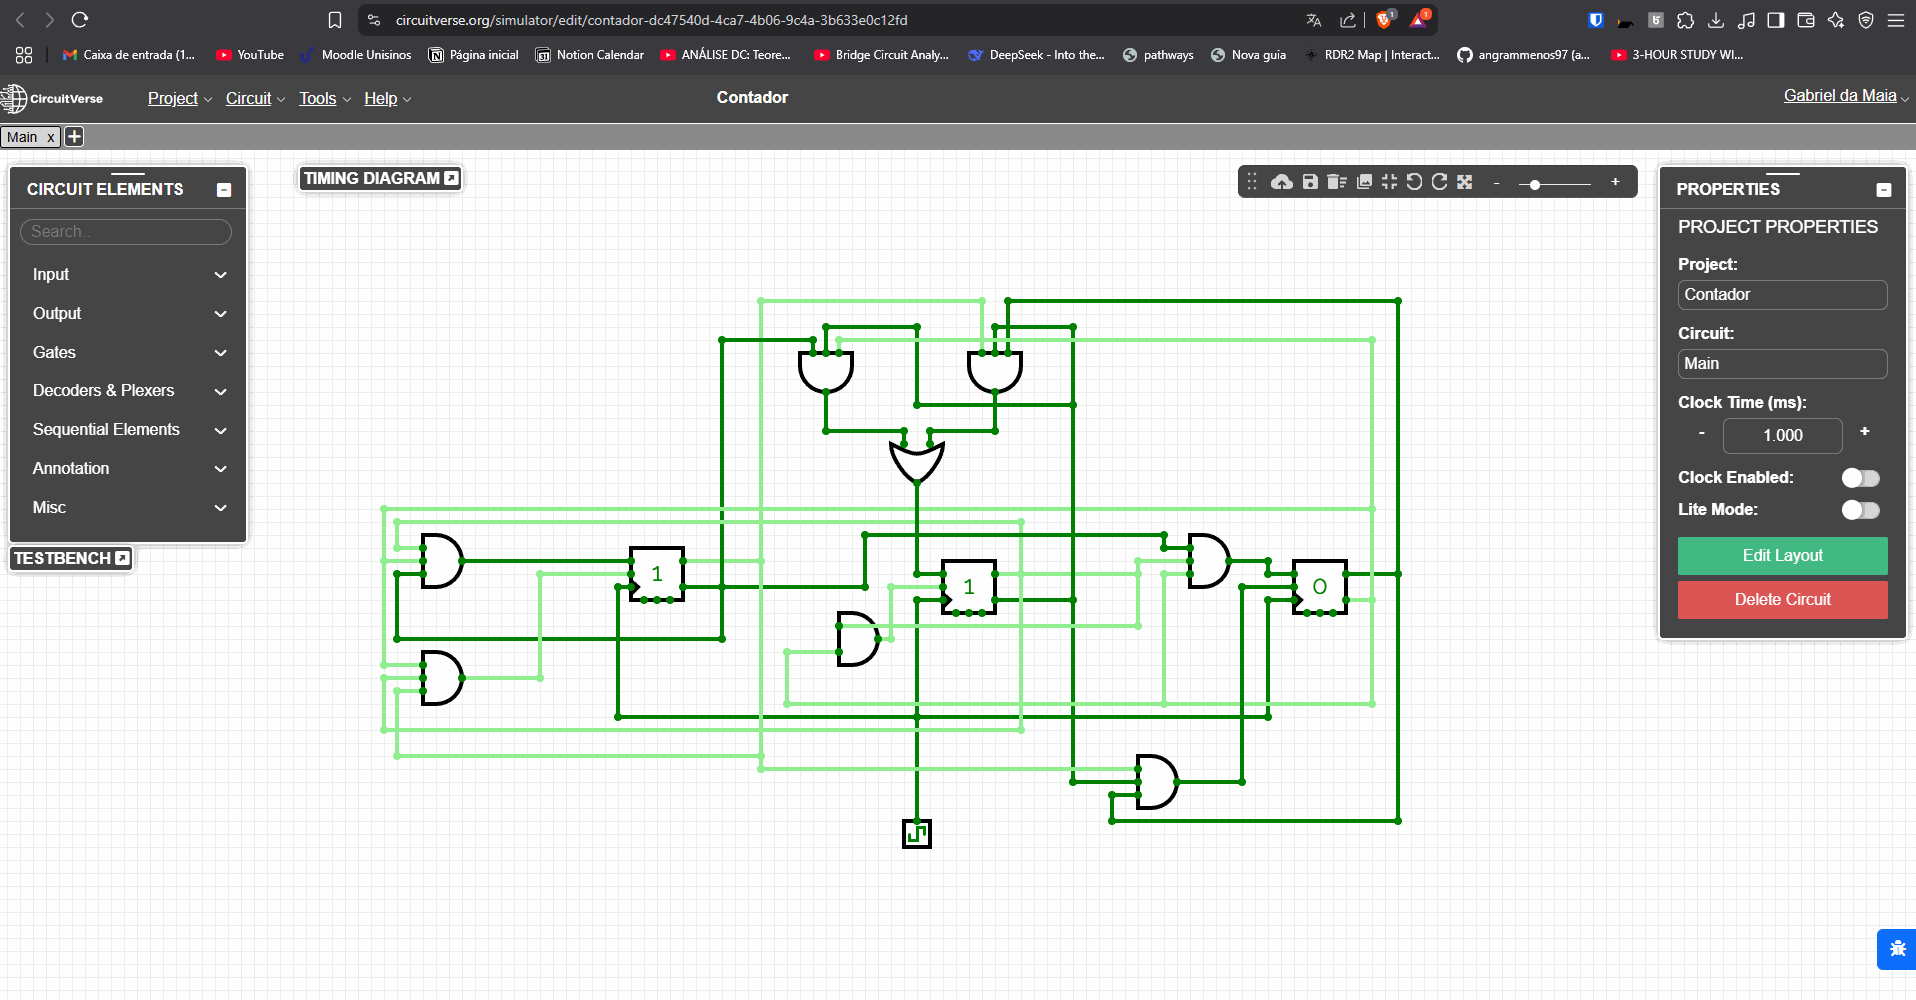 circuitverse.org/simulator/edit/contador-dc47540d-4ca7-4b06-9c4a-3b633e0c12fd
1
1
Caixa de entrada (1...
YouTube
Moodle Unisinos
Página inicial
31
Notion Calendar
ANÁLISE DC: Teore...
Bridge Circuit Analy...
DeepSeek - Into the...
pathways
Nova guia
RDR2 Map | Interact...
angrammenos97 (a...
3-HOUR STUDY WI...
CircuitVerse
Project
Circuit
Tools
Help
Contador
Gabriel da Maia
Main x
CIRCUIT ELEMENTS
Search..
Input
Output
Gates
Decoders & Plexers
Sequential Elements
Annotation
Misc
TESTBENCH
TIMING DIAGRAM
- +
1
1
0
PROPERTIES
PROJECT PROPERTIES
Project:
Contador
Circuit:
Main
Clock Time (ms):
- 1.000 +
Clock Enabled:
Lite Mode:
Edit Layout
Delete Circuit